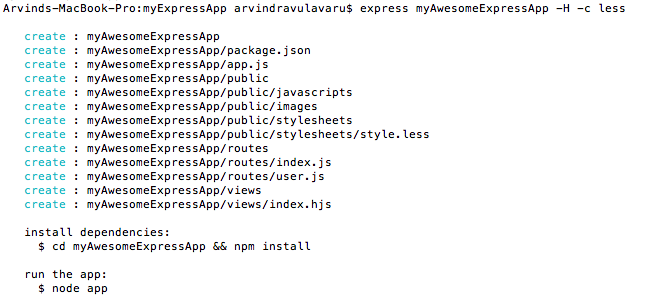 Arvinds-MacBook-Pro:myExpressApp arvindravulavaru$ express myAwesomeExpressApp -H -c less
create : myAwesomeExpressApp
create : myAwesomeExpressApp/package.json
create : myAwesomeExpressApp/app.js
create : myAwesomeExpressApp/public
create : myAwesomeExpressApp/public/javascripts
create : myAwesomeExpressApp/public/images
create : myAwesomeExpressApp/public/stylesheets
create : myAwesomeExpressApp/public/stylesheets/style.less
create : myAwesomeExpressApp/routes
create : myAwesomeExpressApp/routes/index.js
create : myAwesomeExpressApp/routes/user.js
create : myAwesomeExpressApp/views
create : myAwesomeExpressApp/views/index.hjs
install dependencies:
$ cd myAwesomeExpressApp && npm install
run the app:
$ node app